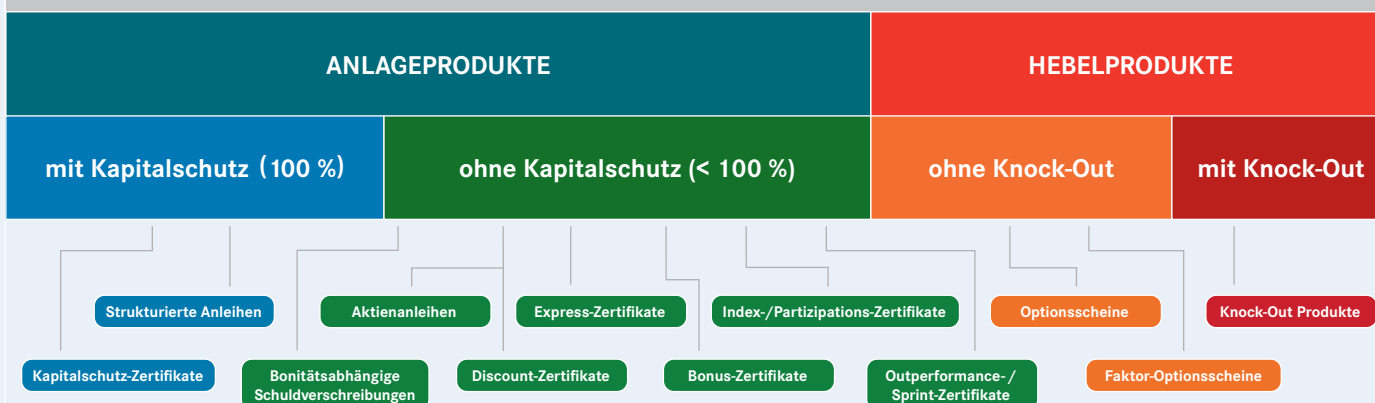 ANLAGEPRODUKTE
HEBELPRODUKTE
mit Kapitalschutz (100 %)
ohne Kapitalschutz (< 100 %)
ohne Knock-Out
mit Knock-Out
Strukturierte Anleihen
Aktienanleihen
Express-Zertifikate
Index-/Partizipations-Zertifikate
Optionsscheine
Knock-Out Produkte
Kapitalschutz-Zertifikate
Bonitätsabhängige
Schuldverschreibungen
Discount-Zertifikate
Bonus-Zertifikate
Outperformance-/
Sprint-Zertifikate
Faktor-Optionsscheine